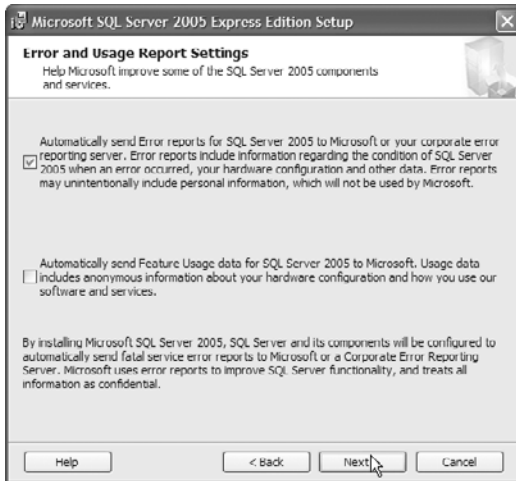 Microsoft SQL Server 2005 Express Edition Setup
Error and Usage Report Settings
Help Microsoft improve some of the SQL Server 2005 components
and services.
Automatically send Error reports for SQL Server 2005 to Microsoft or your corporate error
reporting server. Error reports include information regarding the condition of SQL Server
2005 when an error occurred, your hardware configuration and other data. Error reports
may unintentionally include personal information, which will not be used by Microsoft.
Automatically send Feature Usage data for SQL Server 2005 to Microsoft. Usage data
includes anonymous information about your hardware configuration and how you use our
software and services.
By installing Microsoft SQL Server 2005, SQL Server and its components will be configured to
automatically send fatal service error reports to Microsoft or a Corporate Error Reporting
Server. Microsoft uses error reports to improve SQL Server functionality, and treats all
information as confidential.
Help < Back Next Cancel